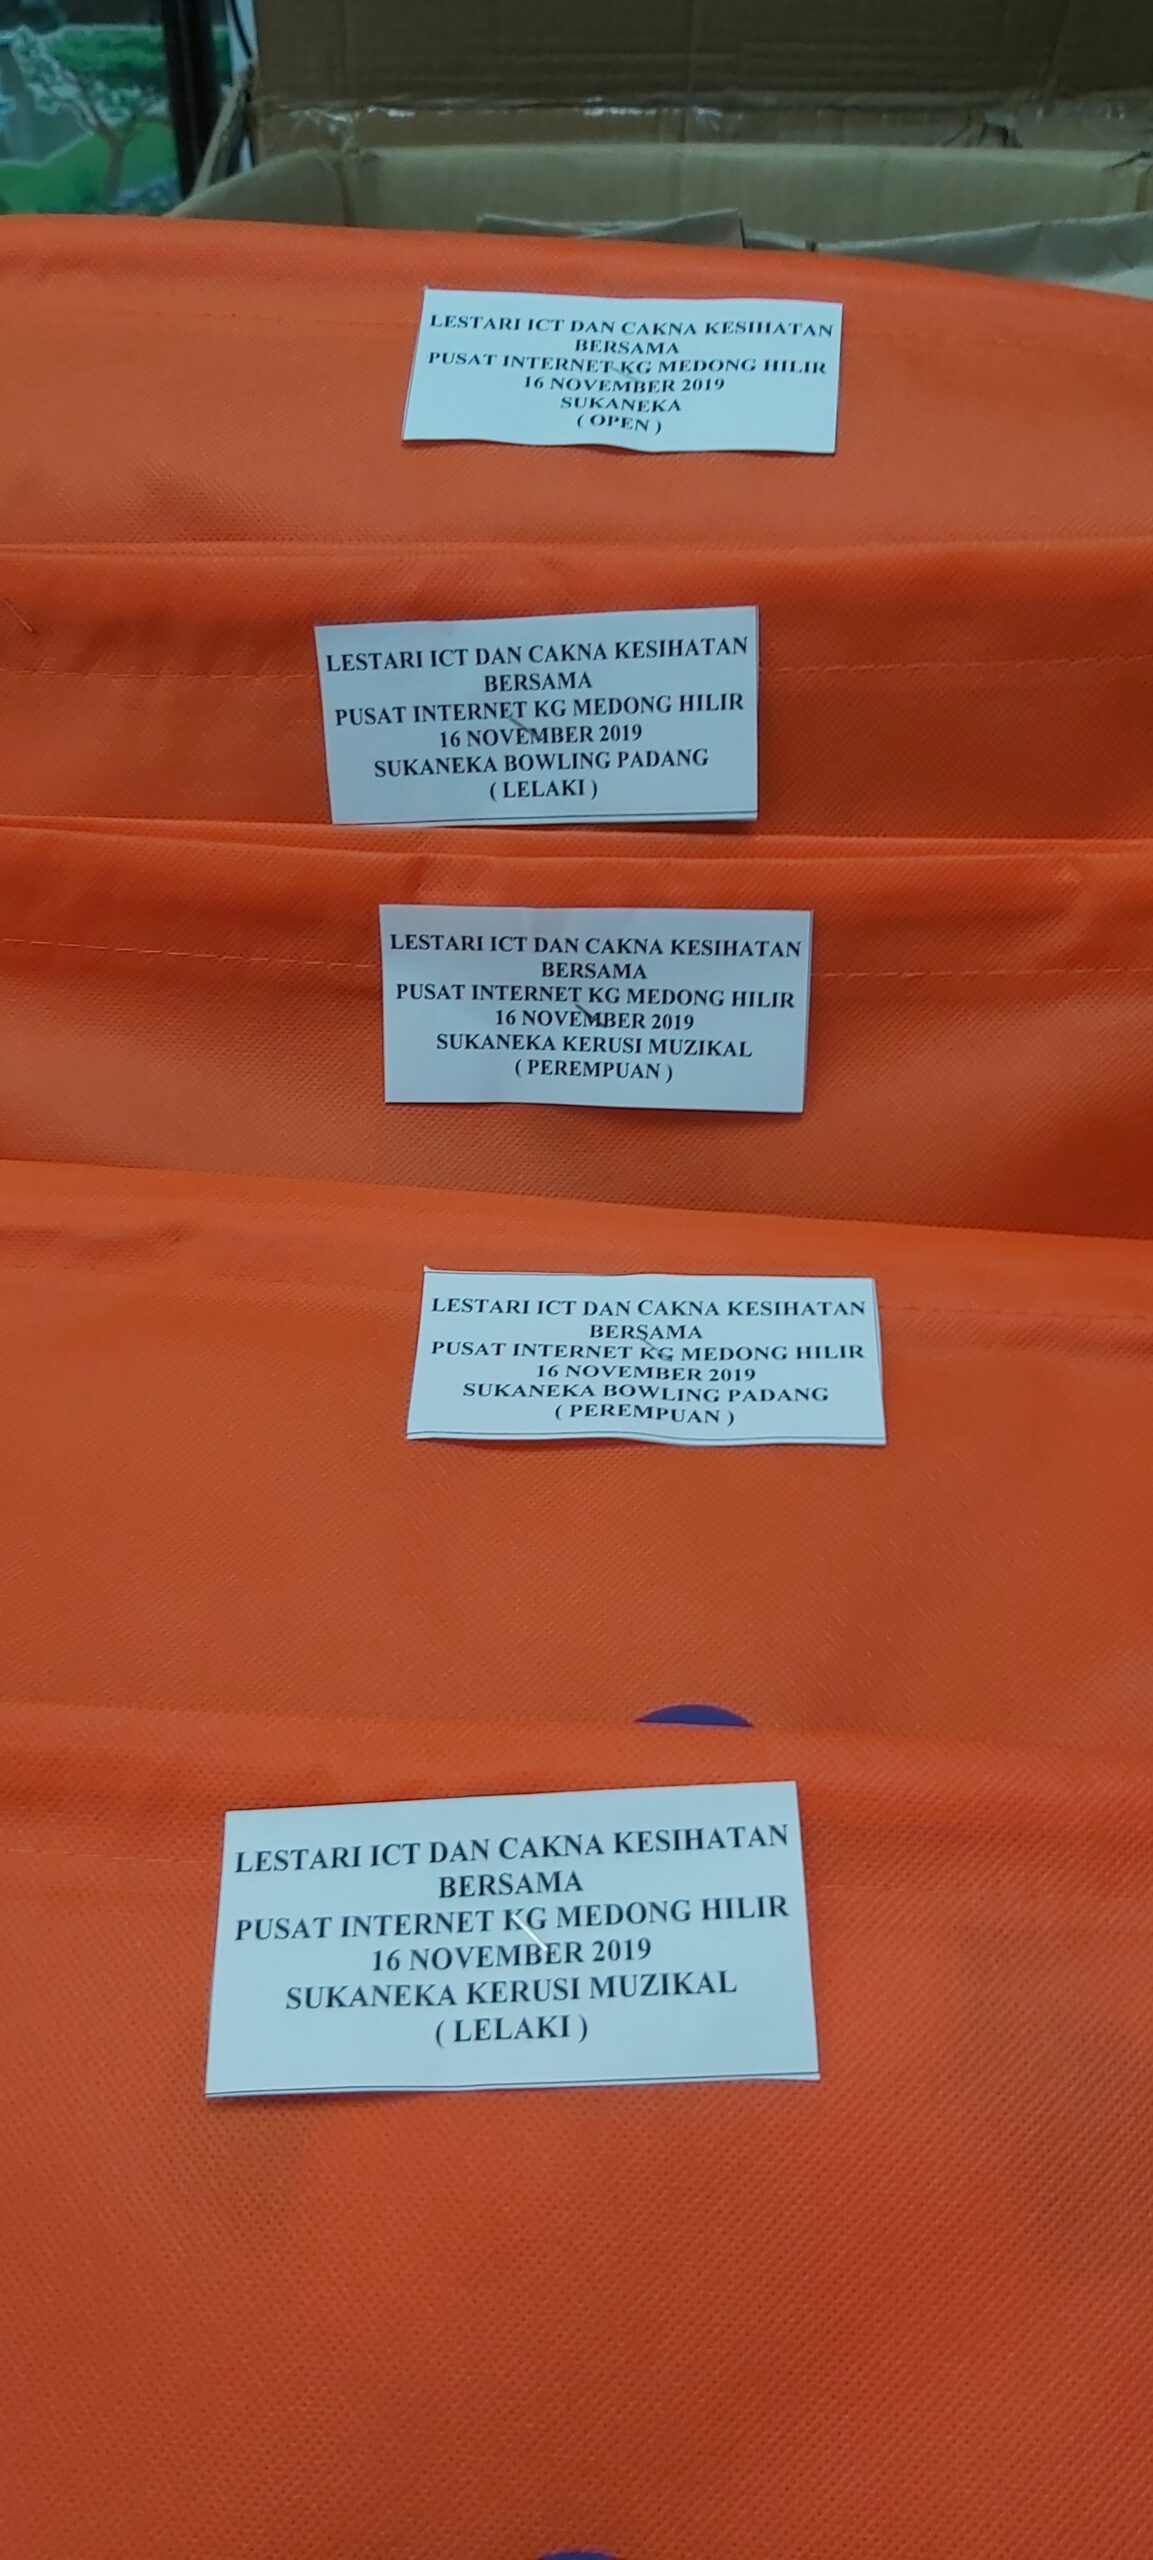 LESTARI ICT DAN CAKNA KESIHATAN
BERSAMA
PUSAT INTERNET KG MEDONG HILIR
16 NOVEMBER 2019
SUKANEKA
( OPEN )
LESTARI ICT DAN CAKNA KESIHATAN
BERSAMA
PUSAT INTERNET KG MEDONG HILIR
16 NOVEMBER 2019
SUKANEKA BOWLING PADANG
( LELAKI )
LESTARI ICT DAN CAKNA KESIHATAN
BERSAMA
PUSAT INTERNET KG MEDONG HILIR
16 NOVEMBER 2019
SUKANEKA KERUSI MUZIKAL
( PEREMPUAN )
LESTARI ICT DAN CAKNA KESIHATAN
BERSAMA
PUSAT INTERNET KG MEDONG HILIR
16 NOVEMBER 2019
SUKANEKA BOWLING PADANG
( PEREMPUAN )
LESTARI ICT DAN CAKNA KESIHATAN
BERSAMA
PUSAT INTERNET KG MEDONG HILIR
16 NOVEMBER 2019
SUKANEKA KERUSI MUZIKAL
( LELAKI )